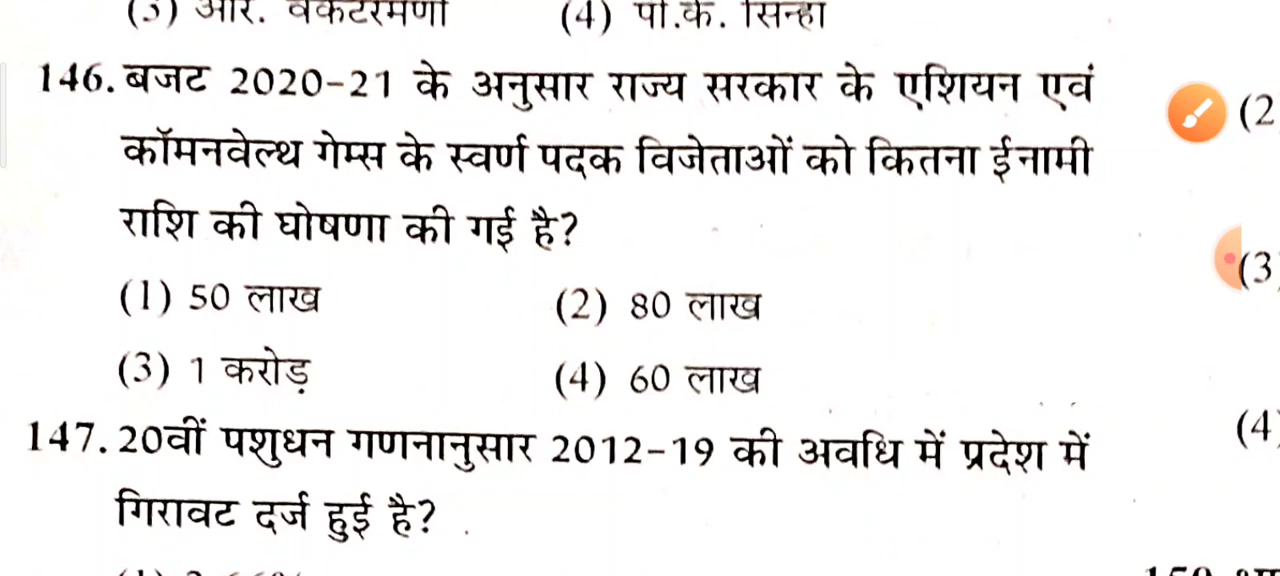 (3) आर. वेंकटरमणी (4) पी.के. सिन्हा
146. बजट 2020-21 के अनुसार राज्य सरकार के एशियन एवं
कॉमनवेल्थ गेम्स के स्वर्ण पदक विजेताओं को कितना ईनामी
राशि की घोषणा की गई है?
(1) 50 लाख (2) 80 लाख
(3) 1 करोड़ (4) 60 लाख
147. 20वीं पशुधन गणनानुसार 2012-19 की अवधि में प्रदेश में
गिरावट दर्ज हुई है?
(2
(3)
(4)